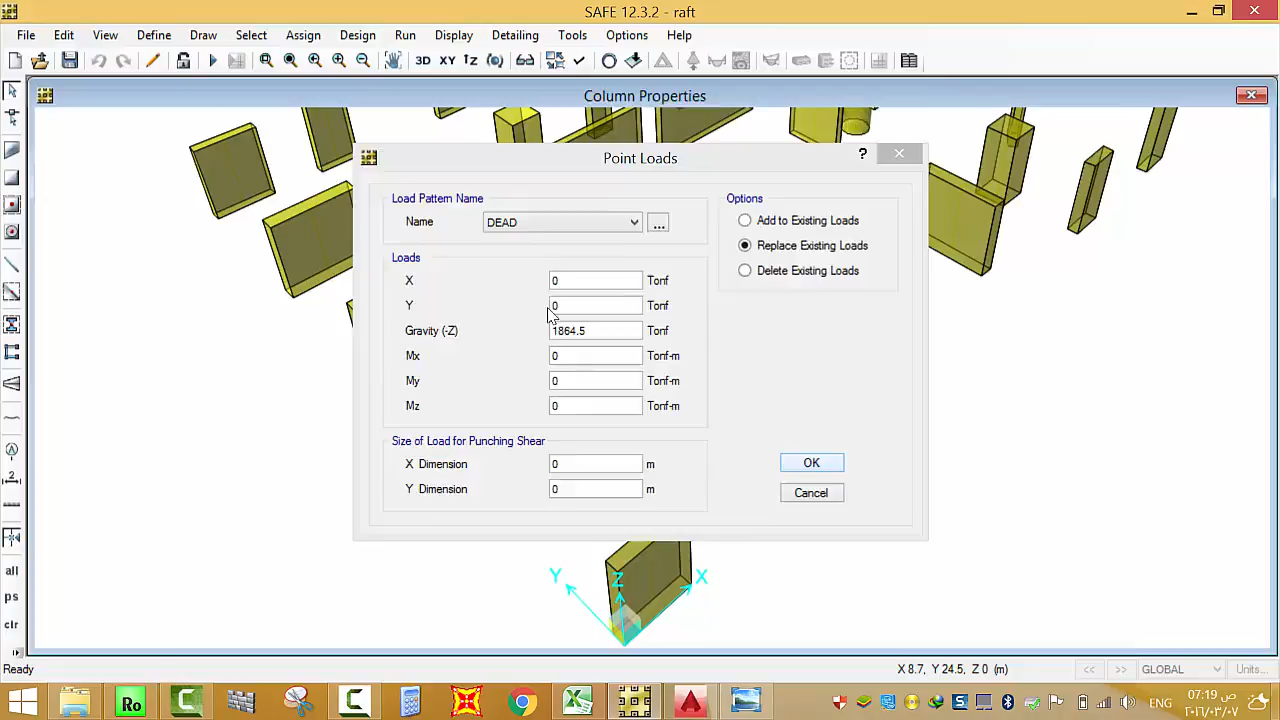 SAFE 12.3.2 - raft
File Edit View Define Draw Select Assign Design Run Display Detailing Tools Options Help
3D XY
Column Properties
Point Loads
?
Load Pattern Name
Name DEAD ...
Options
Add to Existing Loads
Replace Existing Loads
Delete Existing Loads
Loads
X 0 Tonf
Y 0 Tonf
Gravity (-Z) 1864.5 Tonf
Mx 0 Tonf-m
My 0 Tonf-m
Mz 0 Tonf-m
Size of Load for Punching Shear
X Dimension 0 m
Y Dimension 0 m
OK
Cancel
Y Z X
all
ps
clr
Ready X 8.7, Y 24.5, Z 0 (m) << >> GLOBAL Units...
Ro ENG 07:19 ص
٢٠٢٦/٠٣/٠٧